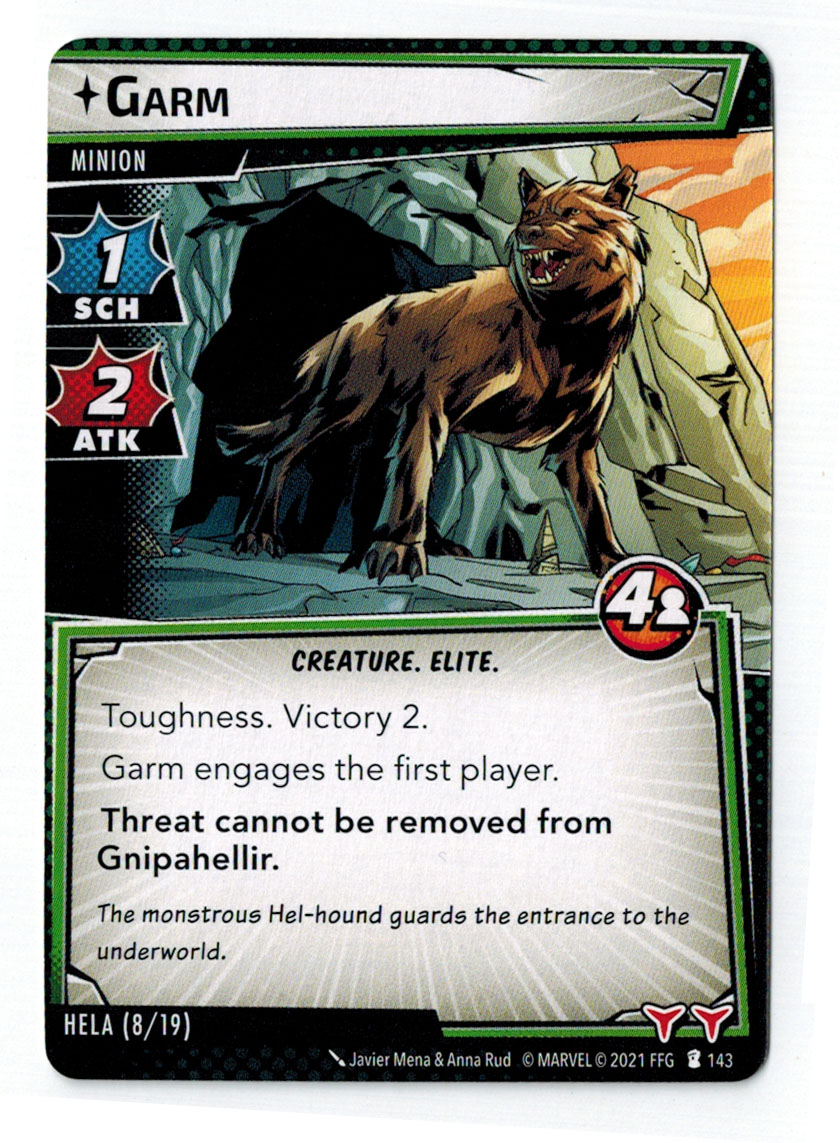 GARM
MINION
1
SCH
2
ATK
4
CREATURE. ELITE.
Toughness. Victory 2.
Garm engages the first player.
Threat cannot be removed from
Gnipahellir.
The monstrous Hel-hound guards the entrance to the
underworld.
HELA (8/19)
Javier Mena & Anna Rud © MARVEL © 2021 FFG 143